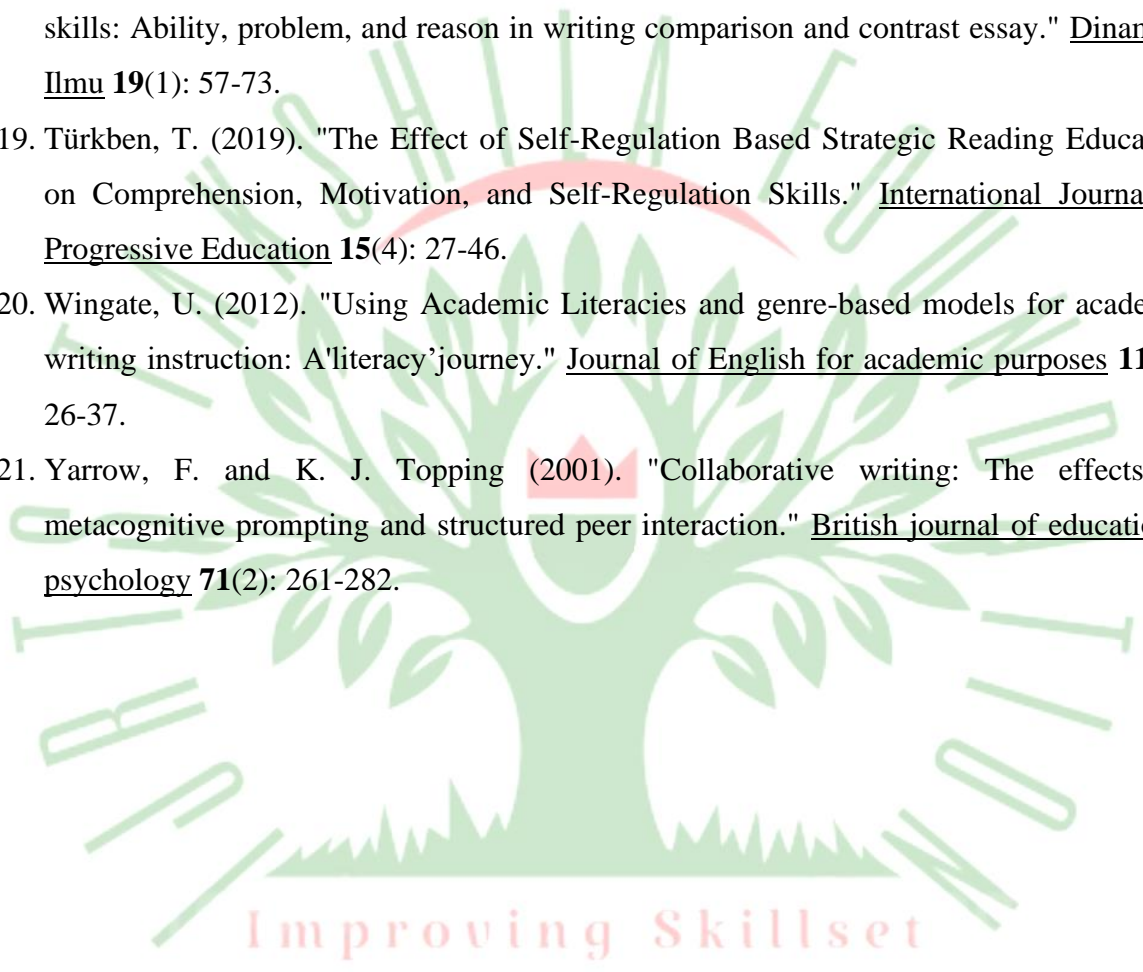 skills: Ability, problem, and reason in writing comparison and contrast essay." Dinam
Ilmu 19(1): 57-73.
19. Türkben, T. (2019). "The Effect of Self-Regulation Based Strategic Reading Educa
on Comprehension, Motivation, and Self-Regulation Skills." International Journa
Progressive Education 15(4): 27-46.
20. Wingate, U. (2012). "Using Academic Literacies and genre-based models for acade
writing instruction: A'literacy’journey." Journal of English for academic purposes 11
26-37.
21. Yarrow, F. and K. J. Topping (2001). "Collaborative writing: The effects
metacognitive prompting and structured peer interaction." British journal of educatio
psychology 71(2): 261-282.
Improving Skillset